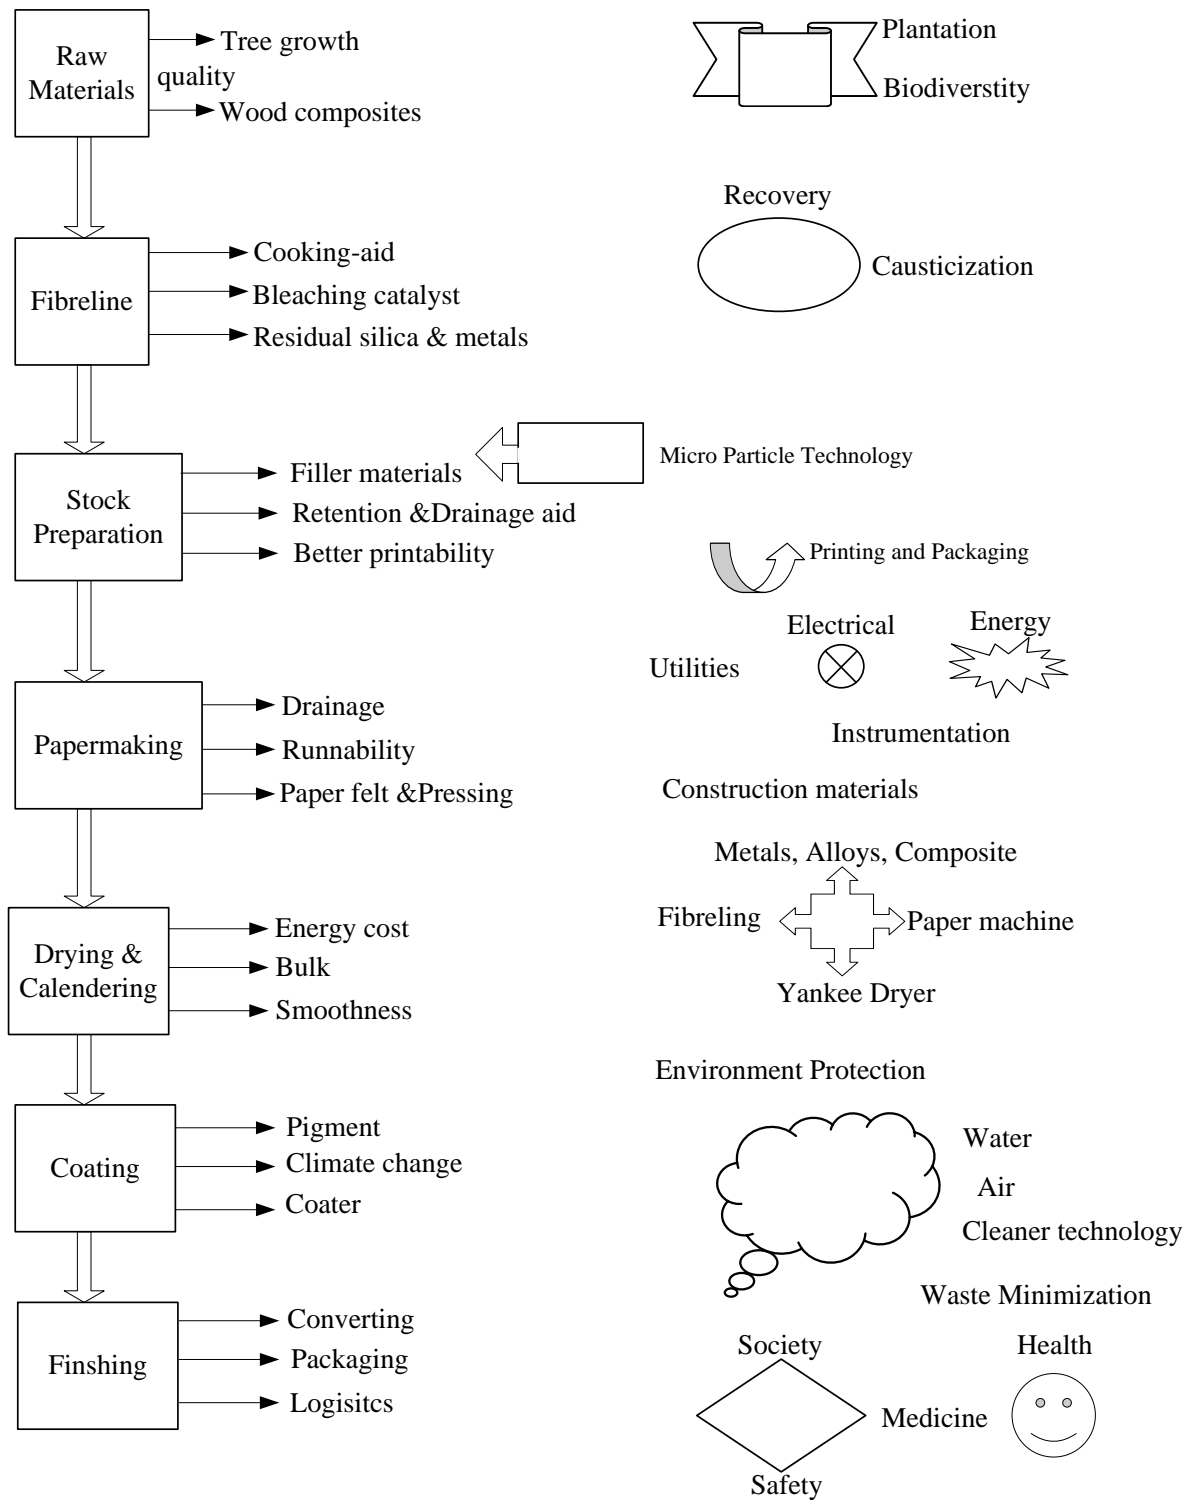 Raw
Materials
Tree growth
quality
Wood composites
Plantation
Biodiverstity
Recovery
Causticization
Fibreline
Cooking-aid
Bleaching catalyst
Residual silica & metals
Stock
Preparation
Filler materials
Retention &Drainage aid
Better printability
Micro Particle Technology
Printing and Packaging
Electrical
Energy
Utilities
Instrumentation
Papermaking
Drainage
Runnability
Paper felt &Pressing
Construction materials
Metals, Alloys, Composite
Fibreling
Paper machine
Yankee Dryer
Drying &
Calendering
Energy cost
Bulk
Smoothness
Environment Protection
Water
Air
Cleaner technology
Waste Minimization
Coating
Pigment
Climate change
Coater
Finshing
Converting
Packaging
Logisitcs
Society
Health
Medicine
Safety